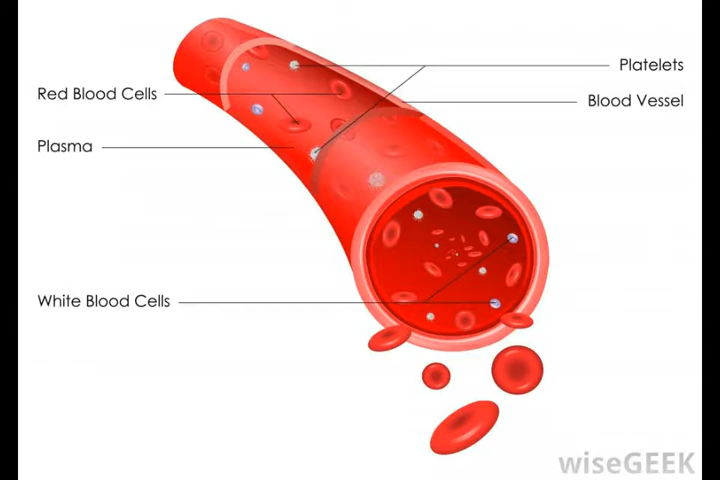 Platelets
Red Blood Cells
Blood Vessel
Plasma
White Blood Cells
wiseGEEK